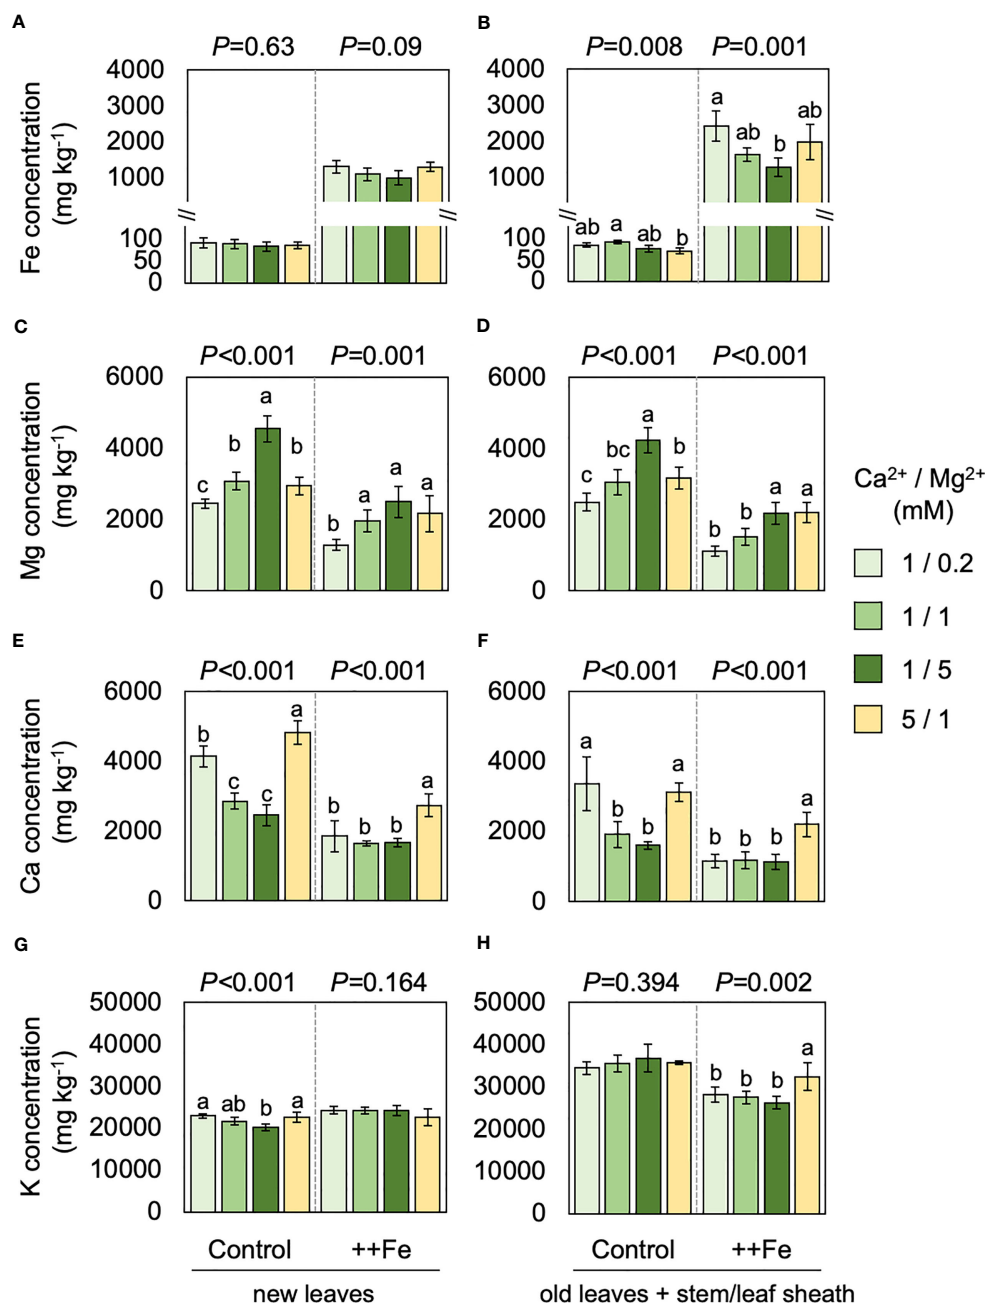 A
P=0.63 P=0.09
Fe concentration
(mg kg-1)
4000
3000
2000
1000
100
50
0
B
P=0.008 P=0.001
4000
3000
2000
1000
100
50
0
ab a ab b
a ab b ab
C
P<0.001 P=0.001
Mg concentration
(mg kg-1)
6000
4000
2000
0
c b a b
b a a a
D
P<0.001 P<0.001
6000
4000
2000
0
c bc a b
b b a a
E
P<0.001 P<0.001
Ca concentration
(mg kg-1)
6000
4000
2000
0
b c c a
b b b a
F
P<0.001 P<0.001
6000
4000
2000
0
a b b a
b b b a
G
P<0.001 P=0.164
K concentration
(mg kg-1)
50000
40000
30000
20000
10000
0
a ab b a
H
P=0.394 P=0.002
50000
40000
30000
20000
10000
0
b b b a
Control ++Fe
new leaves
Control ++Fe
old leaves + stem/leaf sheath
Ca2+ / Mg2+
(mM)
1 / 0.2
1 / 1
1 / 5
5 / 1